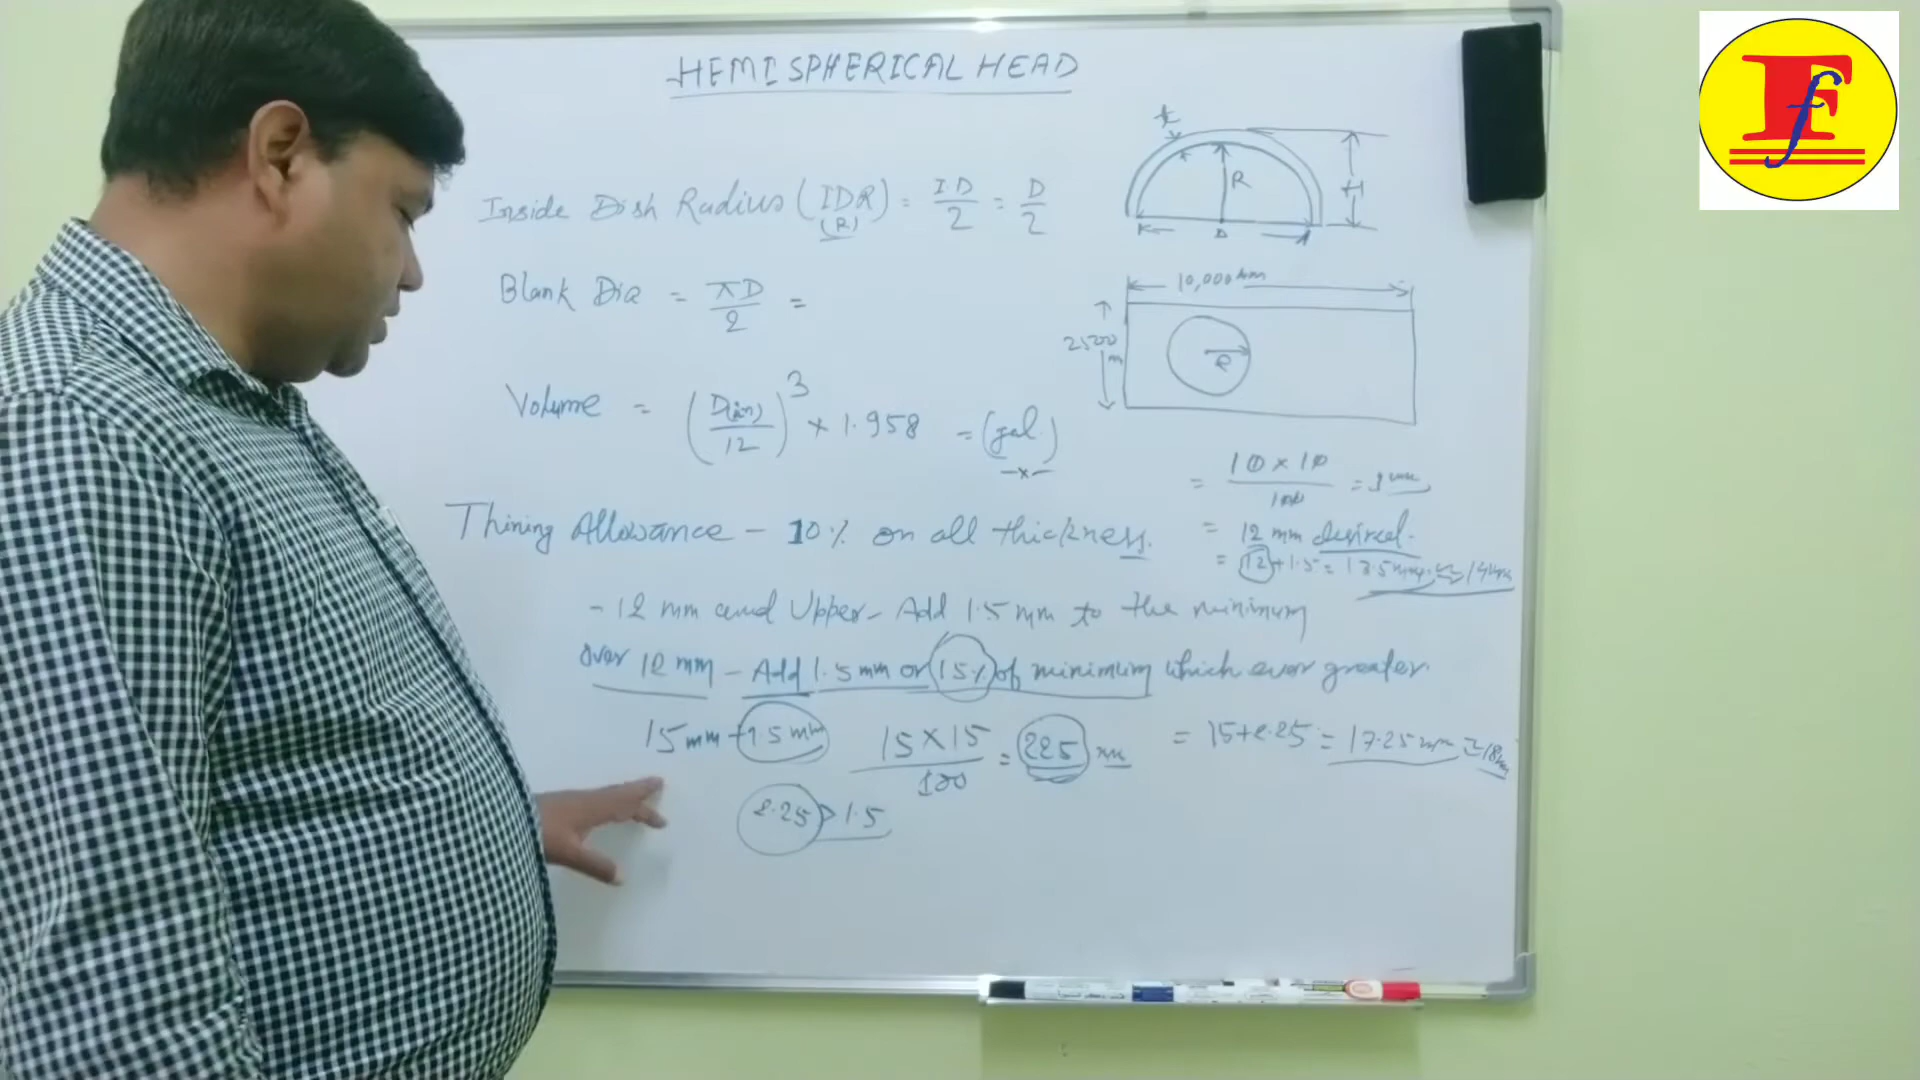 HEMISPHERICAL HEAD
t
R
H
D
Inside Dish Radius (IDR) = I.D/2 = D/2
(R)
10,000mm
Blank Dia = πD/2 =
2500
m
R
Volume = (D(in)/12)^3 × 1.958 = (gal.)
-x-
= 10 × 10/100 = 1 mm
Thining Allowance - 10% on all thickness.
= 12 mm desired.
= 12 + 1.5 = 13.5 mm 14mm
- 12 mm and Upper - Add 1.5 mm to the minimum
over 12 mm - Add 1.5 mm or 15% of minimum which ever greater.
15 mm + 1.5 mm 15 × 15/100 = 2.25 mm = 15+2.25 = 17.25 mm ≈ 18mm
2.25 > 1.5
F f